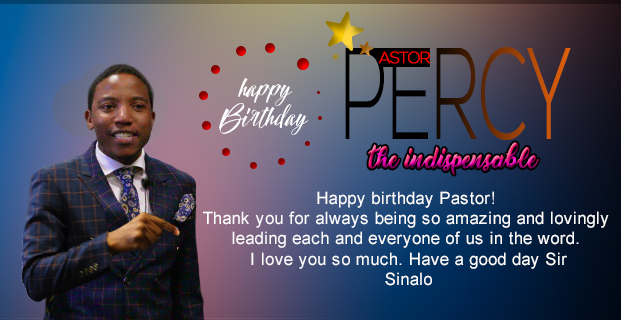 happy
Birthday
PASTOR
PERCY
the indispensable
Happy birthday Pastor!
Thank you for always being so amazing and lovingly
leading each and everyone of us in the word.
I love you so much. Have a good day Sir
Sinalo